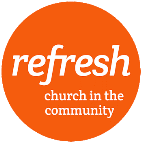 refresh
church in the
community